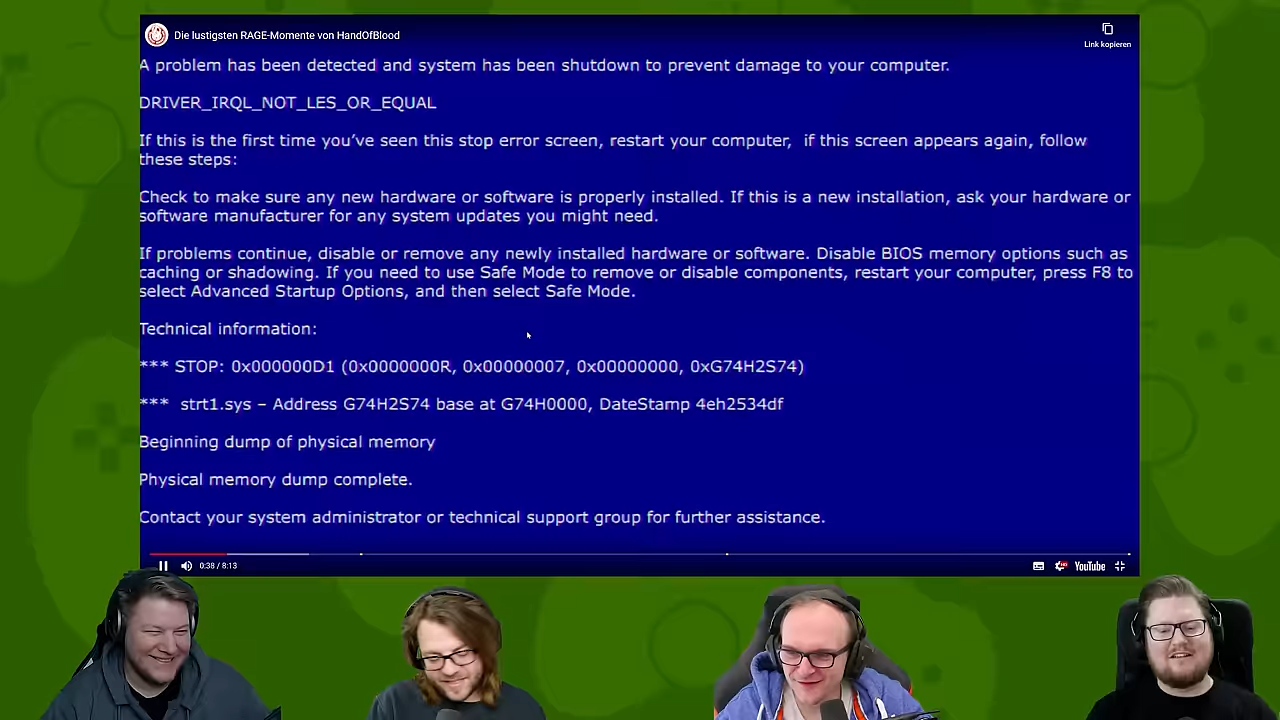 Die lustigsten RAGE-Momente von HandOfBlood
Link kopieren
A problem has been detected and system has been shutdown to prevent damage to your computer.
DRIVER_IRQL_NOT_LES_OR_EQUAL
If this is the first time you’ve seen this stop error screen, restart your computer,  if this screen appears again, follow
these steps:
Check to make sure any new hardware or software is properly installed. If this is a new installation, ask your hardware or
software manufacturer for any system updates you might need.
If problems continue, disable or remove any newly installed hardware or software. Disable BIOS memory options such as
caching or shadowing. If you need to use Safe Mode to remove or disable components, restart your computer, press F8 to
select Advanced Startup Options, and then select Safe Mode.
Technical information:
*** STOP: 0x000000D1 (0x0000000R, 0x00000007, 0x00000000, 0xG74H2S74)
***  strt1.sys – Address G74H2S74 base at G74H0000, DateStamp 4eh2534df
Beginning dump of physical memory
Physical memory dump complete.
Contact your system administrator or technical support group for further assistance.
0:38 / 8:13
YouTube